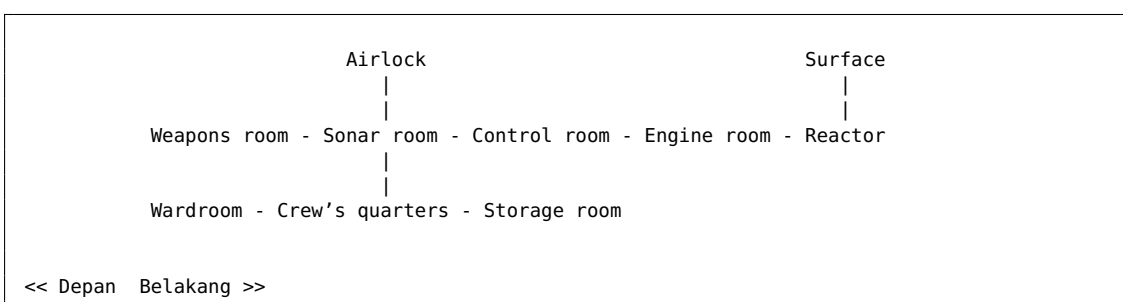 Airlock Surface
| |
| |
Weapons room - Sonar room - Control room - Engine room - Reactor
|
|
Wardroom - Crew’s quarters - Storage room
<< Depan  Belakang >>